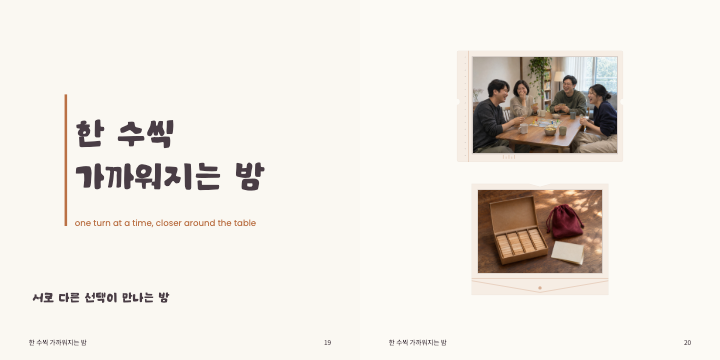 한 수씩
가까워지는 밤
one turn at a time, closer around the table
서로 다른 선택이 만나는 밤
한 수씩 가까워지는 밤
19
한 수씩 가까워지는 밤
20